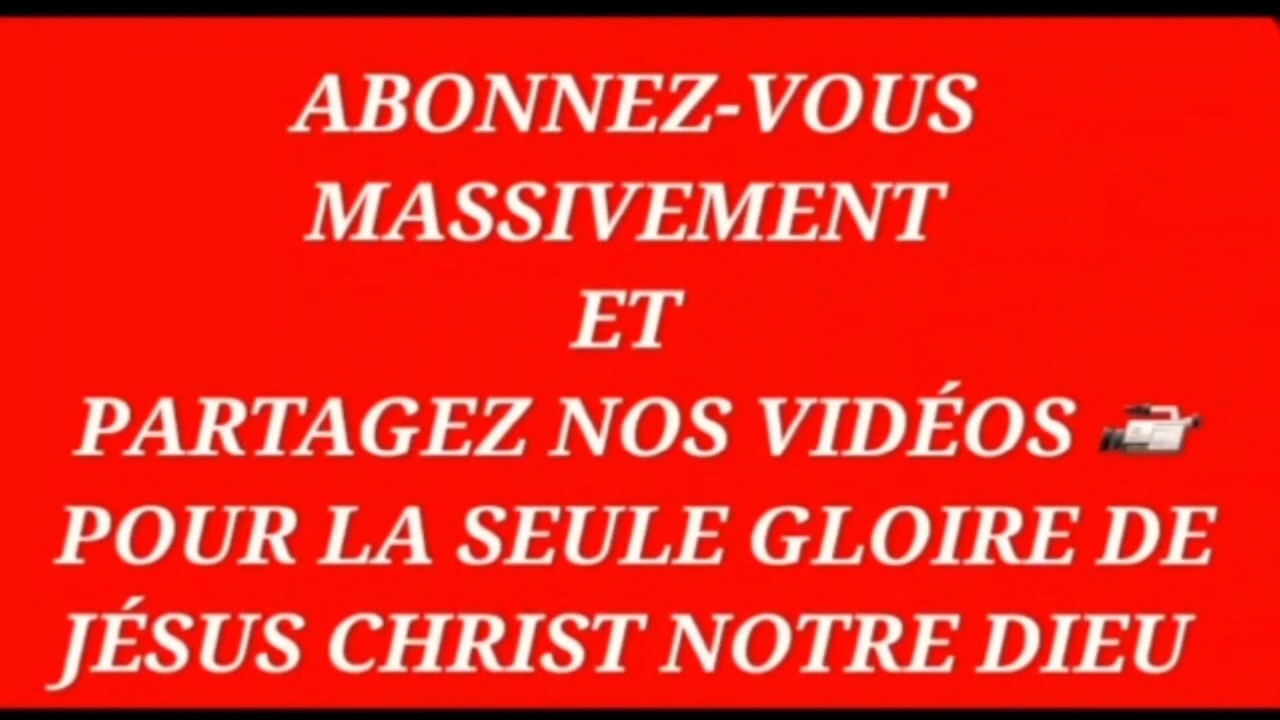 ABONNEZ-VOUS
MASSIVEMENT
ET
PARTAGEZ NOS VIDÉOS
POUR LA SEULE GLOIRE DE
JÉSUS CHRIST NOTRE DIEU